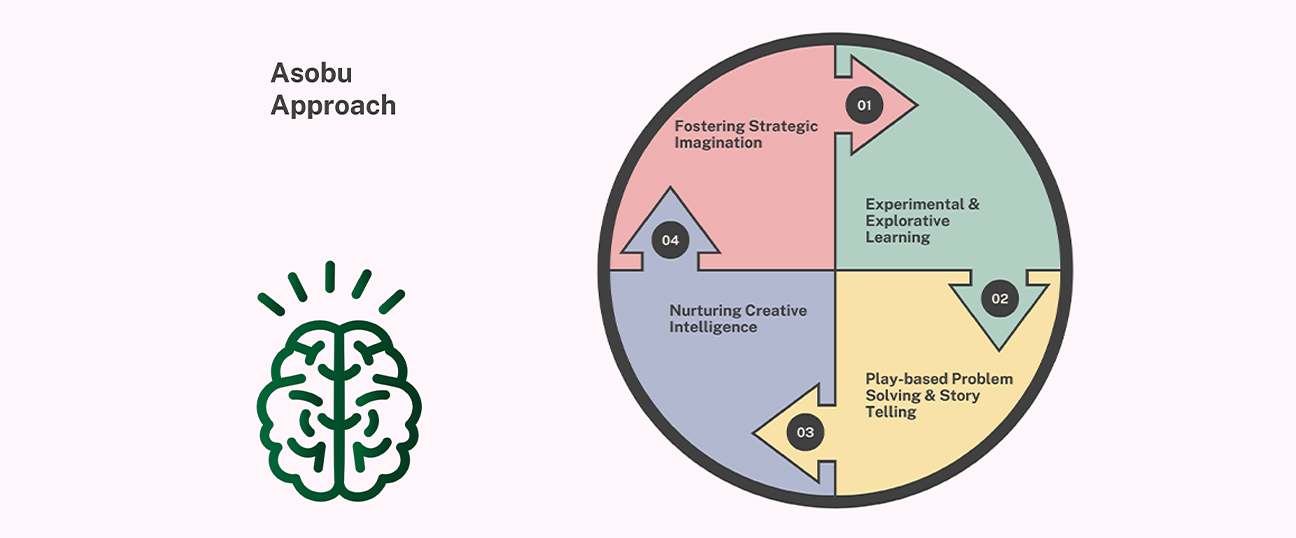 Asobu
Approach
01
Fostering Strategic
Imagination
Experimental &
Explorative
Learning
04
02
Nurturing Creative
Intelligence
Play-based Problem
Solving & Story
Telling
03